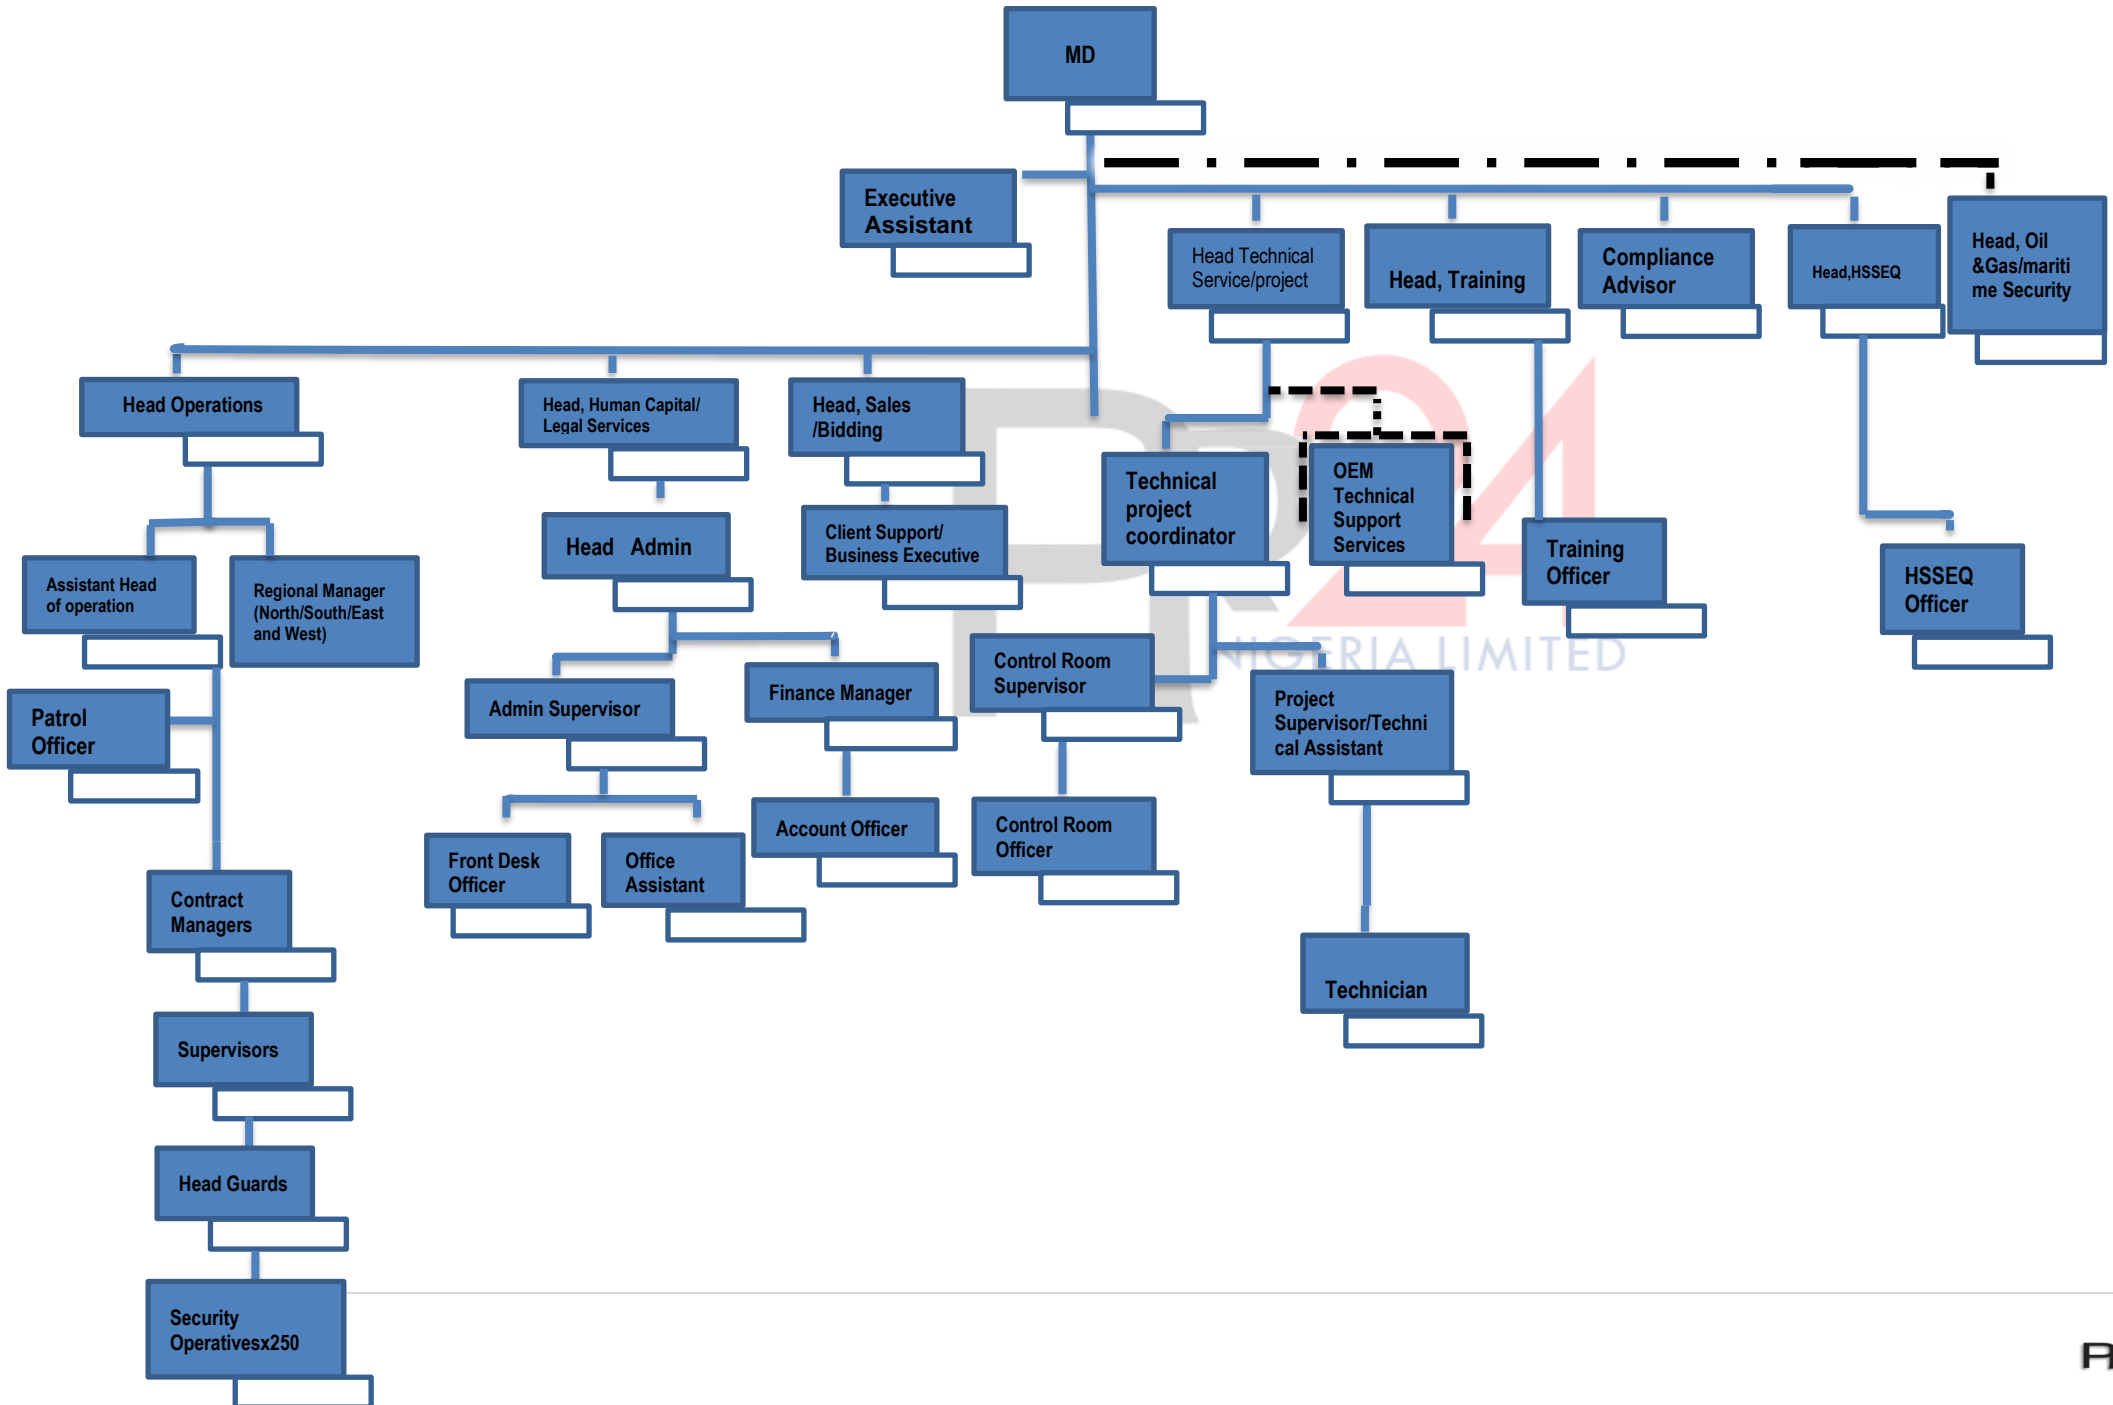 MD
Executive
Assistant
Head Technical
Service/project
Head, Training
Compliance
Advisor
Head,HSSEQ
Head, Oil
&Gas/mariti
me Security
Head Operations
Head, Human Capital/
Legal Services
Head, Sales
/Bidding
Technical
project
coordinator
OEM
Technical
Support
Services
Training
Officer
HSSEQ
Officer
Head Admin
Client Support/
Business Executive
Assistant Head
of operation
Regional Manager
(North/South/East
and West)
24
NIGERIA LIMITED
Patrol
Officer
Admin Supervisor
Finance Manager
Control Room
Supervisor
Project
Supervisor/Techni
cal Assistant
Front Desk
Officer
Office
Assistant
Account Officer
Control Room
Officer
Contract
Managers
Technician
Supervisors
Head Guards
Security
Operativesx250